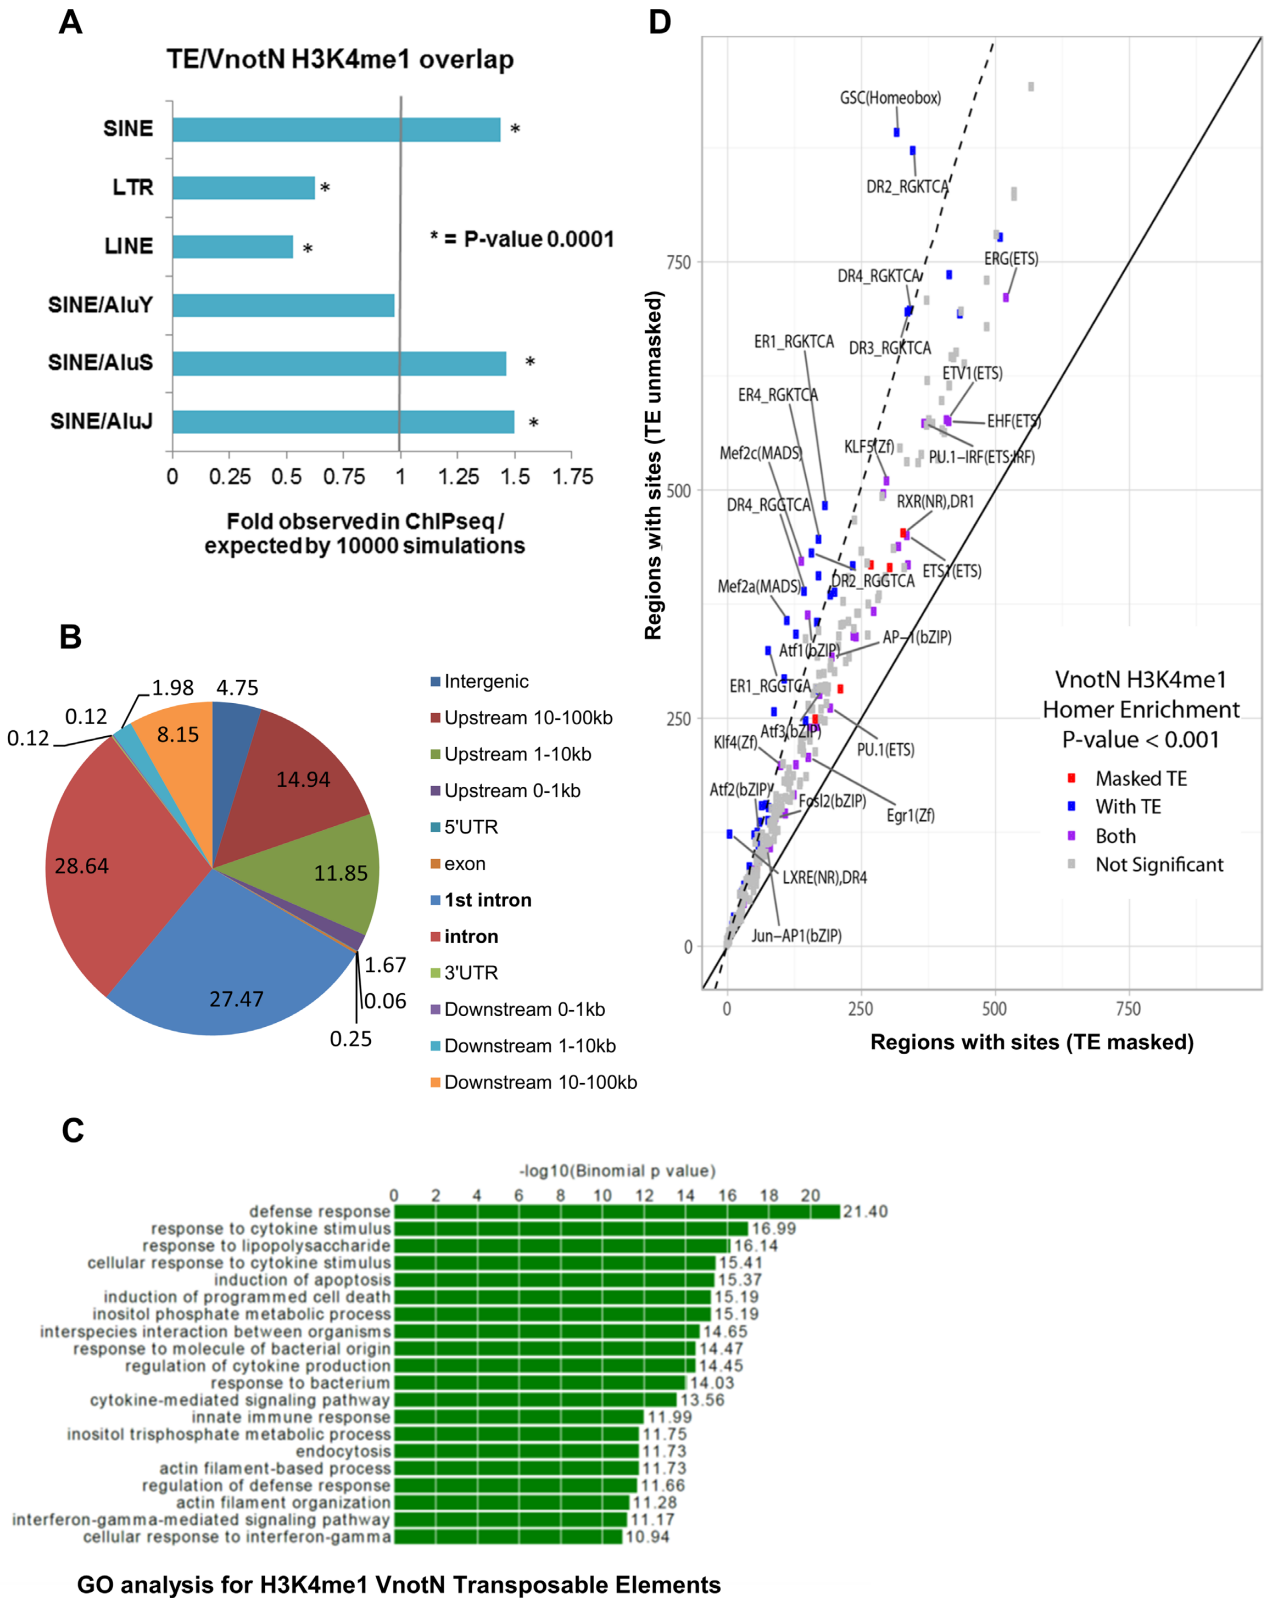 A
TE/VnotN H3K4me1 overlap
SINE
*
LTR
*
LINE
*
* = P-value 0.0001
SINE/AluY
SINE/AluS
*
SINE/AluJ
*
0 0.25 0.5 0.75 1 1.25 1.5 1.75
Fold observed in ChIPseq /
expected by 10000 simulations
B
4.75
14.94
11.85
1.67
0.06
0.25
27.47
28.64
0.12
0.12
1.98
8.15
Intergenic
Upstream 10-100kb
Upstream 1-10kb
Upstream 0-1kb
5'UTR
exon
1st intron
intron
3'UTR
Downstream 0-1kb
Downstream 1-10kb
Downstream 10-100kb
C
-log10(Binomial p value)
0 2 4 6 8 10 12 14 16 18 20
defense response 21.40
response to cytokine stimulus 16.99
response to lipopolysaccharide 16.14
cellular response to cytokine stimulus 15.41
induction of apoptosis 15.37
induction of programmed cell death 15.19
inositol phosphate metabolic process 15.19
interspecies interaction between organisms 14.65
response to molecule of bacterial origin 14.47
regulation of cytokine production 14.45
response to bacterium 14.03
cytokine-mediated signaling pathway 13.56
innate immune response 11.99
inositol trisphosphate metabolic process 11.75
endocytosis 11.73
actin filament-based process 11.73
regulation of defense response 11.66
actin filament organization 11.28
interferon-gamma-mediated signaling pathway 11.17
cellular response to interferon-gamma 10.94
GO analysis for H3K4me1 VnotN Transposable Elements
D
Regions with sites (TE unmasked)
750
500
250
0
0 250 500 750
Regions with sites (TE masked)
GSC(Homeobox)
DR2_RGKTCA
ERG(ETS)
DR4_RGKTCA
ER1_RGKTCA
DR3_RGKTCA
ETV1(ETS)
ER4_RGKTCA
EHF(ETS)
Mef2c(MADS)
KLF5(Zf)
PU.1−IRF(ETS:IRF)
DR4_RGGTCA
RXR(NR),DR1
ETS1(ETS)
Mef2a(MADS)
DR2_RGGTCA
Atf1(bZIP)
AP−1(bZIP)
ER1_RGGTCA
Atf3(bZIP)
Klf4(Zf)
PU.1(ETS)
Atf2(bZIP)
Fosl2(bZIP)
Egr1(Zf)
LXRE(NR),DR4
Jun−AP1(bZIP)
VnotN H3K4me1
Homer Enrichment
P-value < 0.001
Masked TE
With TE
Both
Not Significant